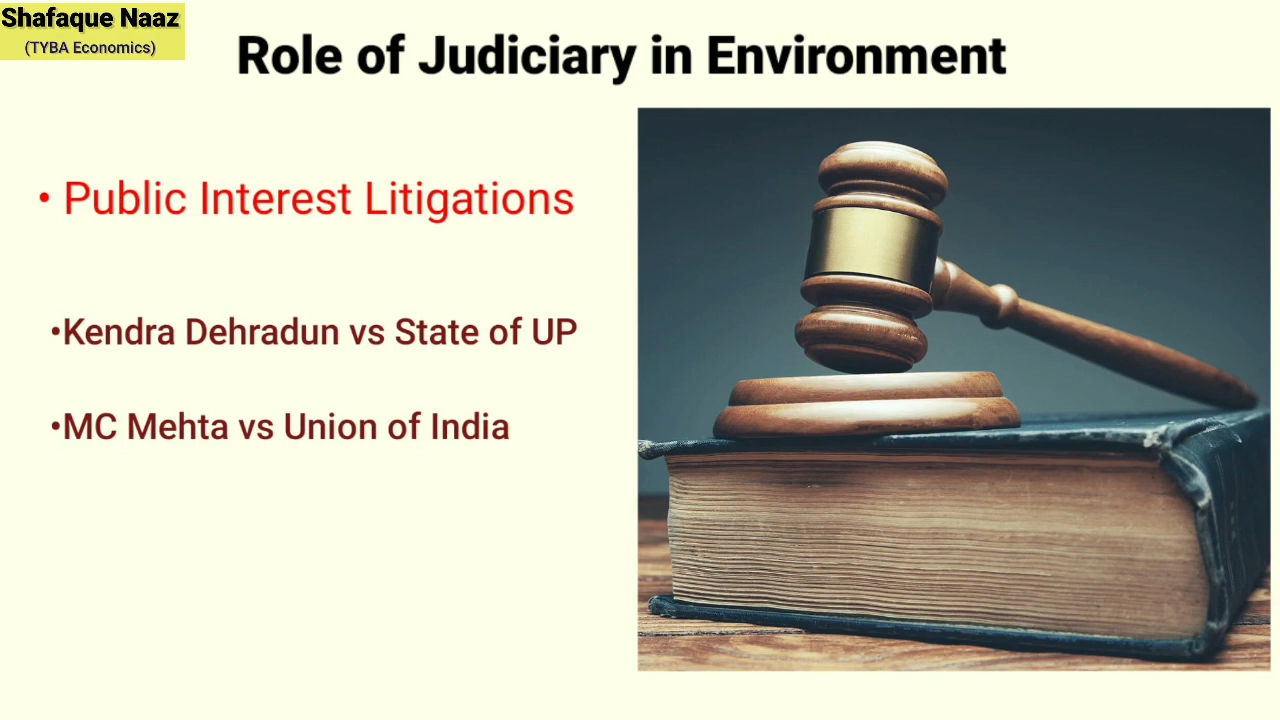 Shafaque Naaz
(TYBA Economics)
Role of Judiciary in Environment
• Public Interest Litigations
•Kendra Dehradun vs State of UP
•MC Mehta vs Union of India